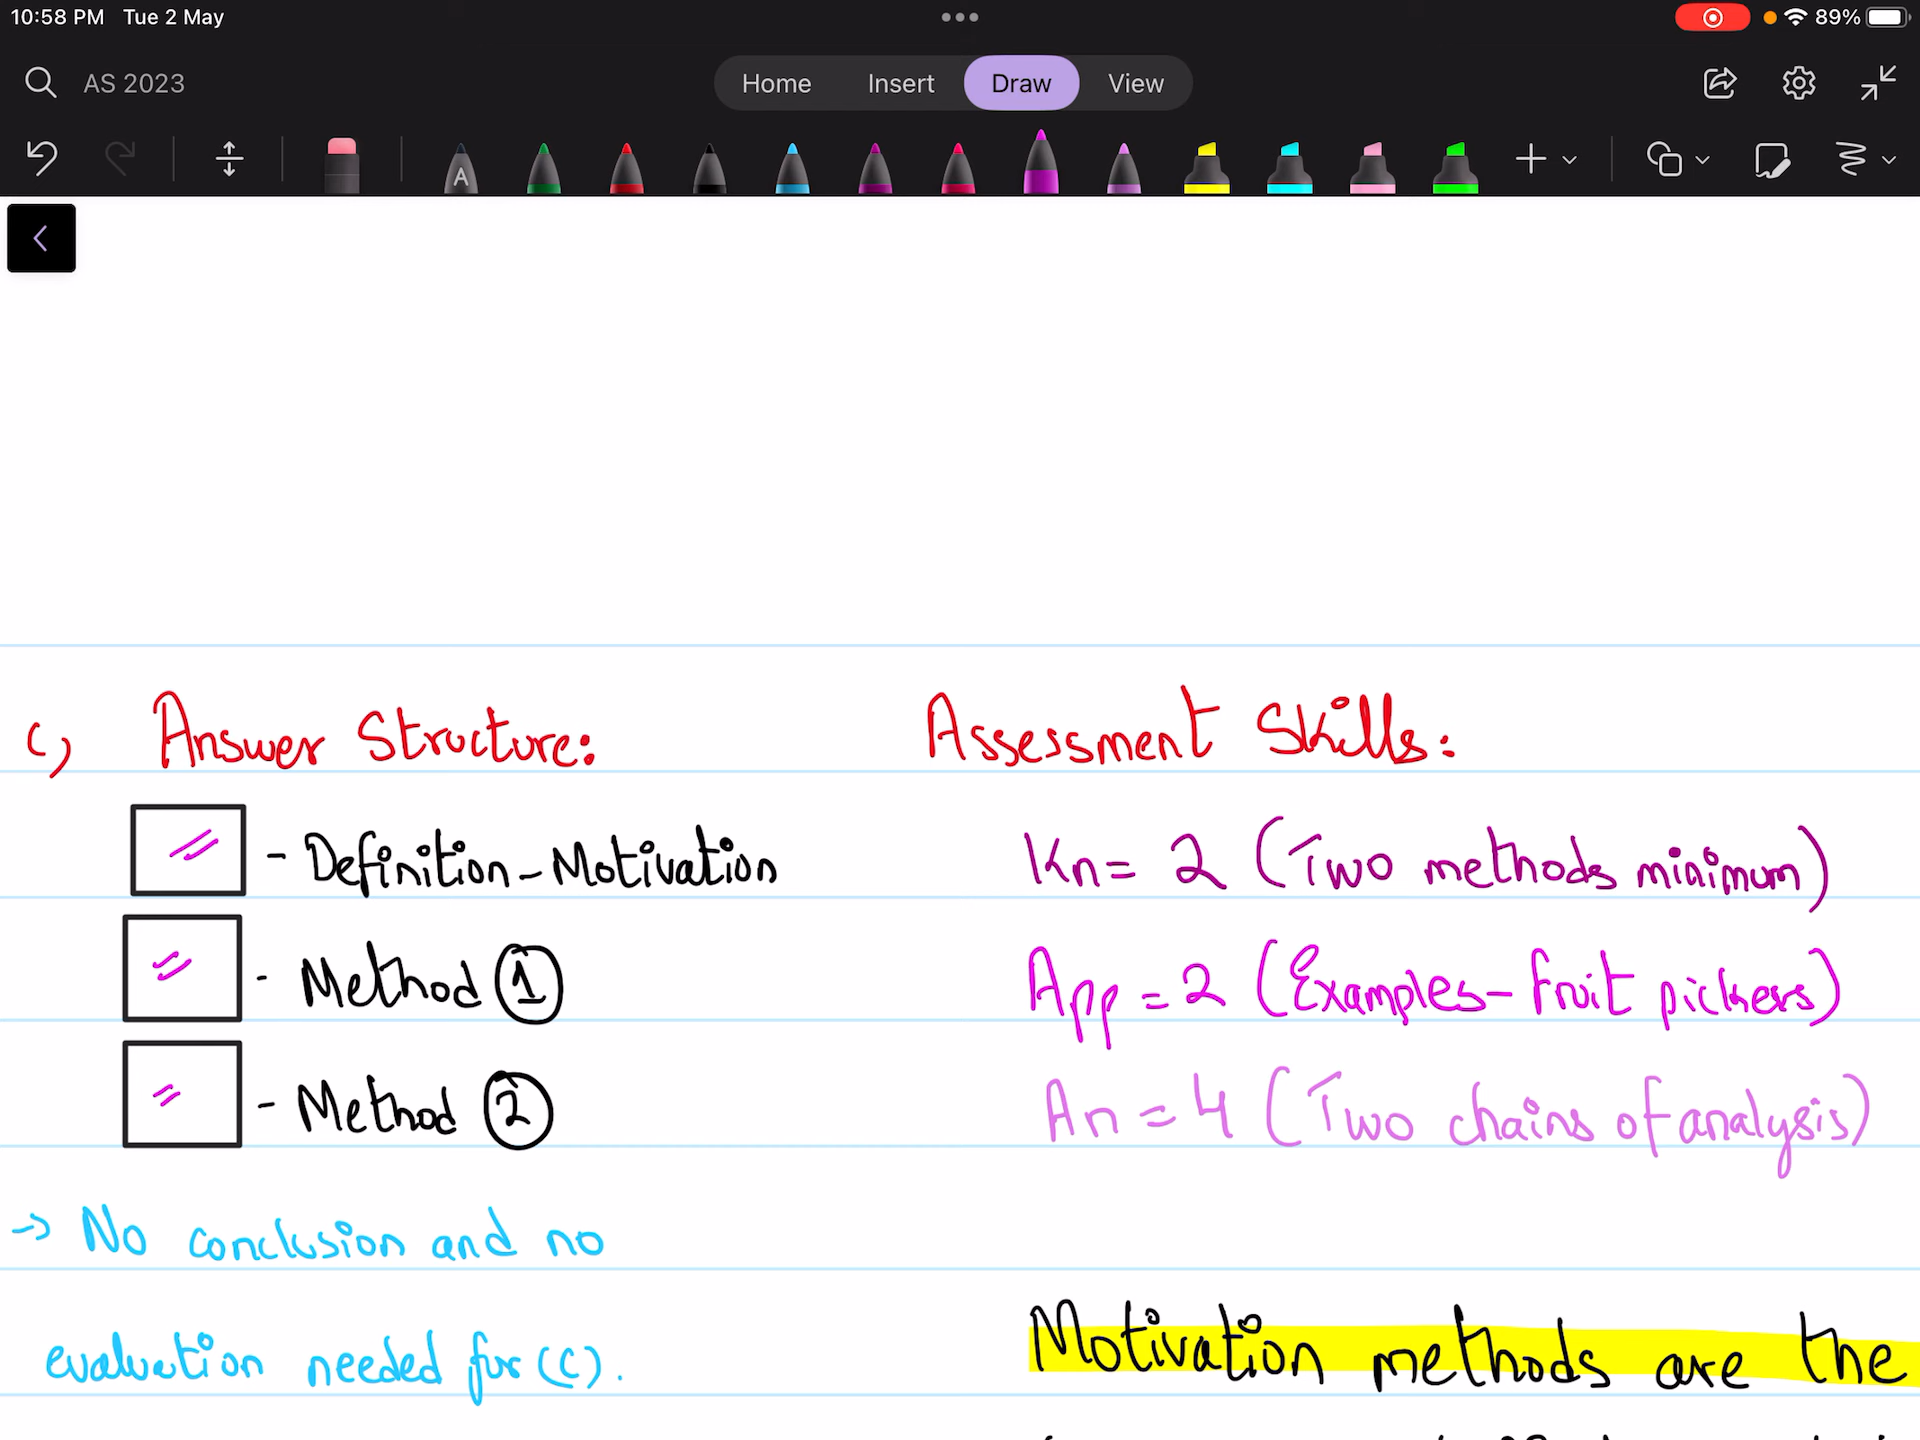 10:58 PM Tue 2 May
89%
AS 2023
Home Insert Draw View
A
c) Answer Structure:
Assessment Skills:
- Definition - Motivation
Kn = 2 (Two methods minimum)
- Method 1
App = 2 (Examples - Fruit pickers)
- Method 2
An = 4 (Two chains of analysis)
→ No conclusion and no
evaluation needed for (c).
Motivation methods are the